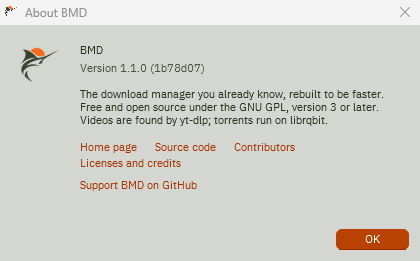 About BMD
BMD
Version 1.1.0 (1b78d07)
The download manager you already know, rebuilt to be faster.
Free and open source under the GNU GPL, version 3 or later.
Videos are found by yt-dlp; torrents run on librqbit.
Home page Source code Contributors
Licenses and credits
Support BMD on GitHub
OK